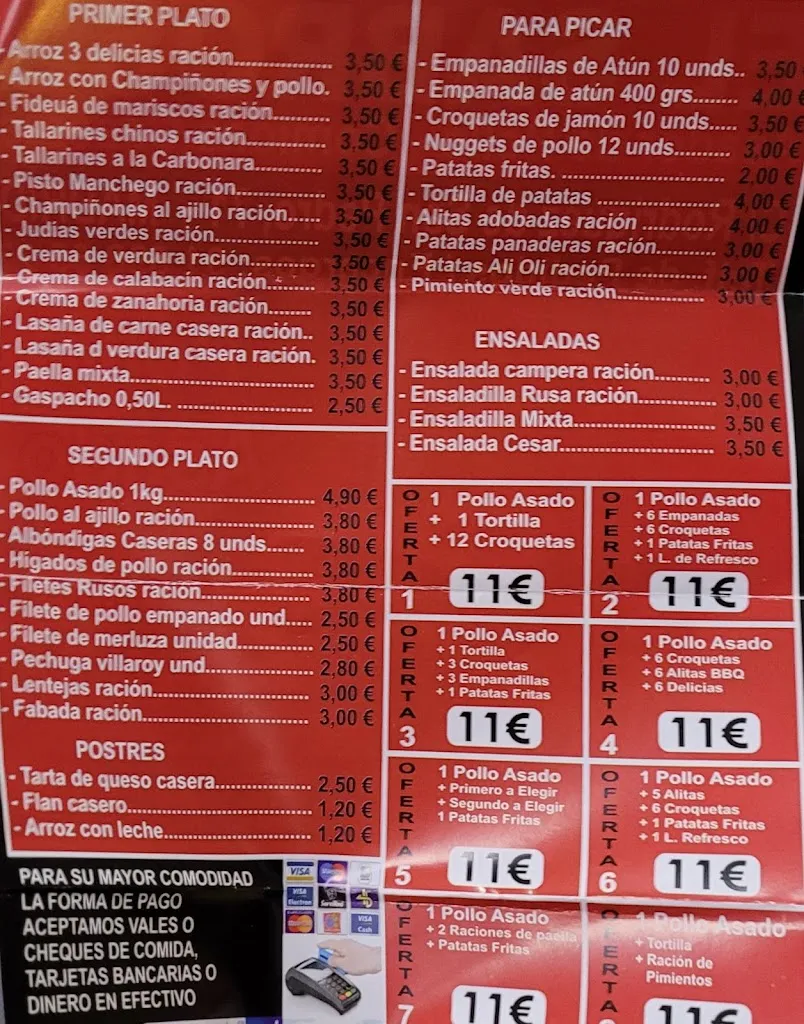 PRIMER PLATO
- Arroz 3 delicias ración................ 3,50 €
- Arroz con Champiñones y pollo. 3,50 €
- Fideuá de mariscos ración.......... 3,50 €
- Tallarines chinos ración............... 3,50 €
- Tallarines a la Carbonara............. 3,50 €
- Pisto Manchego ración................ 3,50 €
- Champiñones al ajillo ración..... 3,50 €
- Judias verdes ración.................. 3,50 €
- Crema de verdura ración............ 3,50 €
- Crema de calabacín ración........ 3,50 €
- Crema de zanahoria ración........ 3,50 €
- Lasaña de carne casera ración.. 3,50 €
- Lasaña d verdura casera ración. 3,50 €
- Paella mixta................................ 3,50 €
- Gaspacho 0,50L. ....................... 2,50 €
SEGUNDO PLATO
- Pollo Asado 1kg......................... 4,90 €
- Pollo al ajillo ración.................... 3,80 €
- Albóndigas Caseras 8 unds....... 3,80 €
- Hígados de pollo ración.............. 3,80 €
- Filetes Rusos ración................... 3,80 €
- Filete de pollo empanado und..... 2,50 €
- Filete de merluza unidad............. 2,50 €
- Pechuga villaroy und.................. 2,80 €
- Lentejas ración.......................... 3,00 €
- Fabada ración............................ 3,00 €
POSTRES
- Tarta de queso casera................ 2,50 €
- Flan casero................................ 1,20 €
- Arroz con leche.......................... 1,20 €
PARA SU MAYOR COMODIDAD
LA FORMA DE PAGO
ACEPTAMOS VALES O
CHEQUES DE COMIDA,
TARJETAS BANCARIAS O
DINERO EN EFECTIVO
VISA
VISA
Electron
VISA
Cash
PARA PICAR
- Empanadillas de Atún 10 unds.. 3,50
- Empanada de atún 400 grs........ 4,00 €
- Croquetas de jamón 10 unds..... 3,50 €
- Nuggets de pollo 12 unds.......... 3,00 €
- Patatas fritas. ........................... 2,00 €
- Tortilla de patatas ..................... 4,00 €
- Alitas adobadas ración .............. 4,00 €
- Patatas panaderas ración........... 3,00 €
- Patatas Ali Oli ración.................. 3,00 €
- Pimiento verde ración................. 3,00 €
ENSALADAS
- Ensalada campera ración........... 3,00 €
- Ensaladilla Rusa ración.............. 3,00 €
- Ensaladilla Mixta........................ 3,50 €
- Ensalada Cesar.......................... 3,50 €
OFERTA 1
1 Pollo Asado
+ 1 Tortilla
+ 12 Croquetas
11€
OFERTA 2
1 Pollo Asado
+ 6 Empanadas
+ 6 Croquetas
+ 1 Patatas Fritas
+ 1 L. de Refresco
11€
OFERTA 3
1 Pollo Asado
+ 1 Tortilla
+ 3 Croquetas
+ 3 Empanadillas
+ 1 Patatas Fritas
11€
OFERTA 4
1 Pollo Asado
+ 6 Croquetas
+ 6 Alitas BBQ
+ 6 Delicias
11€
OFERTA 5
1 Pollo Asado
+ Primero a Elegir
+ Segundo a Elegir
1 Patatas Fritas
11€
OFERTA 6
1 Pollo Asado
+ 5 Alitas
+ 6 Croquetas
+ 1 Patatas Fritas
+ 1 L. Refresco
11€
OFERTA 7
1 Pollo Asado
+ 2 Raciones de paella
+ Patatas Fritas
11€
OFERTA
1 Pollo Asado
+ Tortilla
+ Ración de
Pimientos
11€